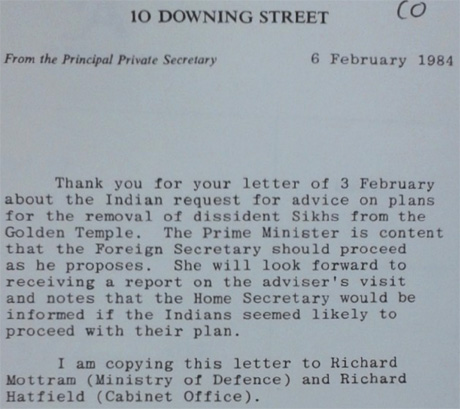 10 DOWNING STREET
CO
From the Principal Private Secretary 6 February 1984
Thank you for your letter of 3 February
about the Indian request for advice on plans
for the removal of dissident Sikhs from the
Golden Temple. The Prime Minister is content
that the Foreign Secretary should proceed
as he proposes. She will look forward to
receiving a report on the adviser's visit
and notes that the Home Secretary would be
informed if the Indians seemed likely to
proceed with their plan.
I am copying this letter to Richard
Mottram (Ministry of Defence) and Richard
Hatfield (Cabinet Office).